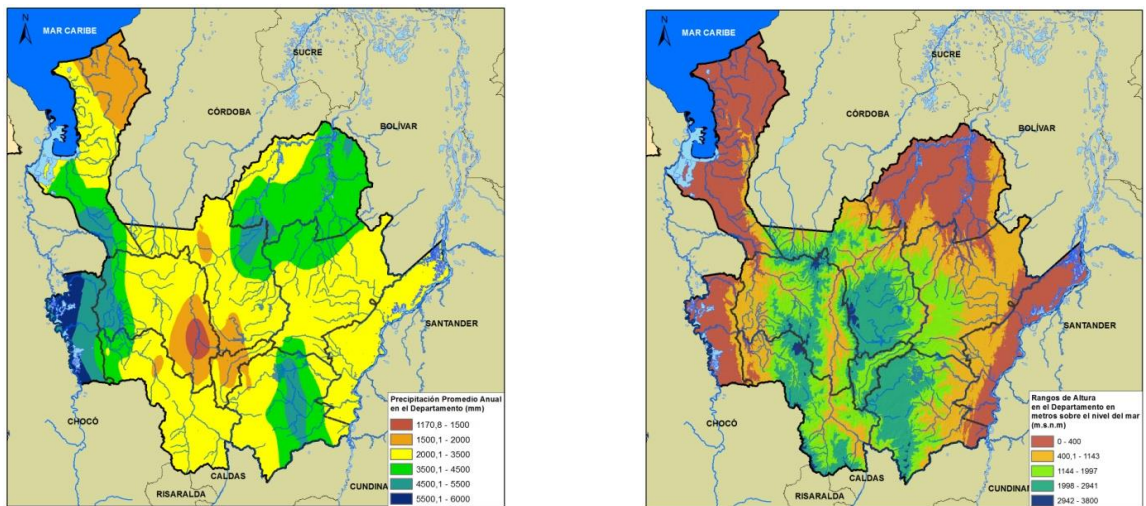 N
MAR CARIBE
SUCRE
CÓRDOBA
BOLÍVAR
SANTANDER
CHOCÓ
CALDAS
RISARALDA
CUNDINA
Precipitación Promedio Anual
en el Departamento (mm)
1170,8 - 1500
1500,1 - 2000
2000,1 - 3500
3500,1 - 4500
4500,1 - 5500
5500,1 - 6000
N
MAR CARIBE
SUCRE
CÓRDOBA
BOLÍVAR
SANTANDER
CHOCÓ
CALDAS
RISARALDA
CUNDINA
Rangos de Altura
en el Departamento en
metros sobre el nivel del mar
(m.s.n.m)
0 - 400
400,1 - 1143
1144 - 1997
1998 - 2941
2942 - 3800